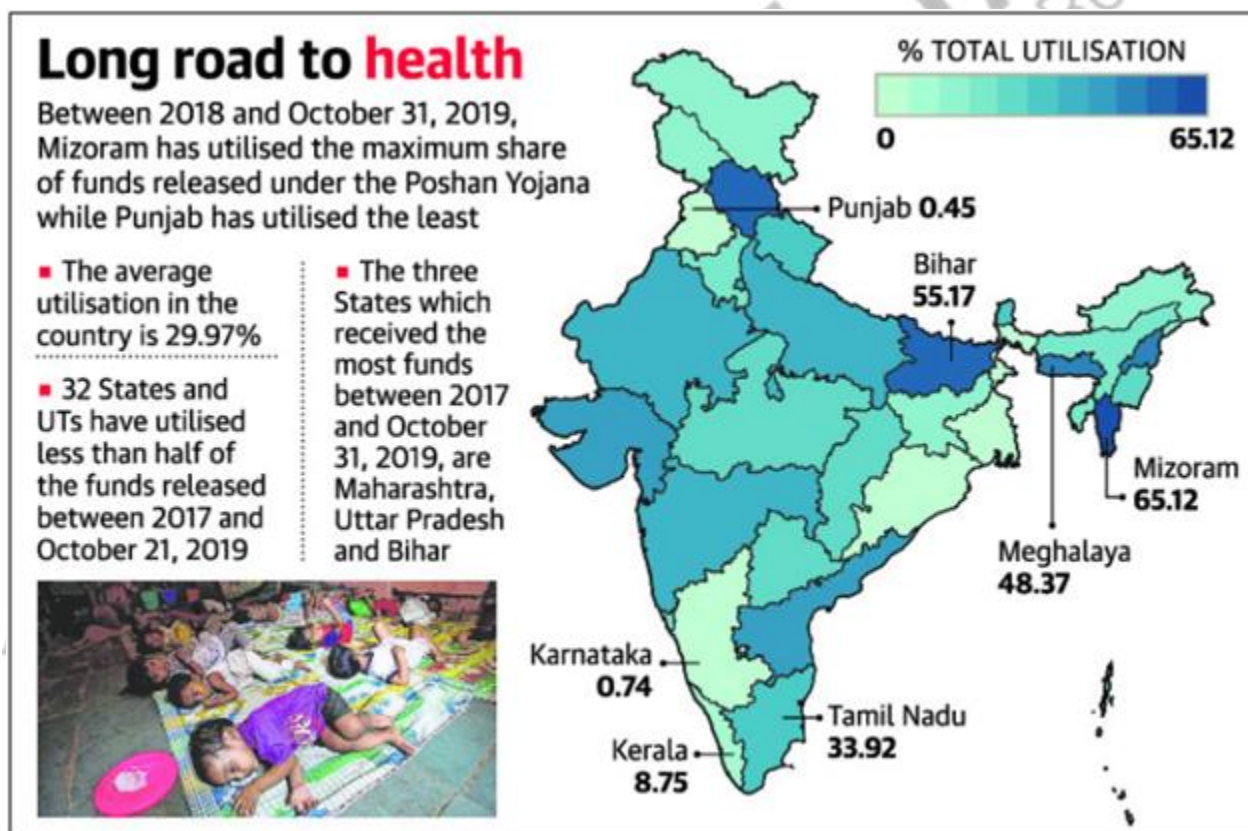 Long road to health
Between 2018 and October 31, 2019,
Mizoram has utilised the maximum share
of funds released under the Poshan Yojana
while Punjab has utilised the least
■ The average
utilisation in the
country is 29.97%
■ 32 States and
UTs have utilised
less than half of
the funds released
between 2017 and
October 21, 2019
■ The three
States which
received the
most funds
between 2017
and October
31, 2019, are
Maharashtra,
Uttar Pradesh
and Bihar
% TOTAL UTILISATION
0 65.12
Punjab 0.45
Bihar
55.17
Mizoram
65.12
Meghalaya
48.37
Karnataka
0.74
Tamil Nadu
33.92
Kerala
8.75